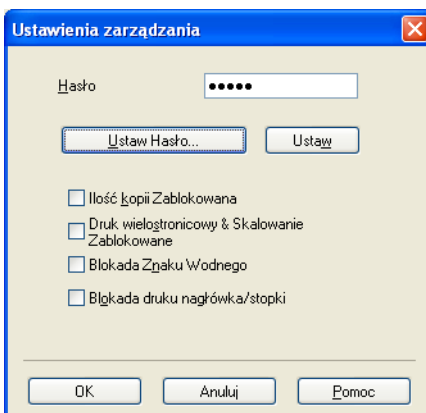 Ustawienia zarządzania
Hasło •••••
Ustaw Hasło... Ustaw
Ilość kopii Zablokowana
Druk wielostronicowy & Skalowanie
Zablokowane
Blokada Znaku Wodnego
Blokada druku nagłówka/stopki
OK Anuluj Pomoc